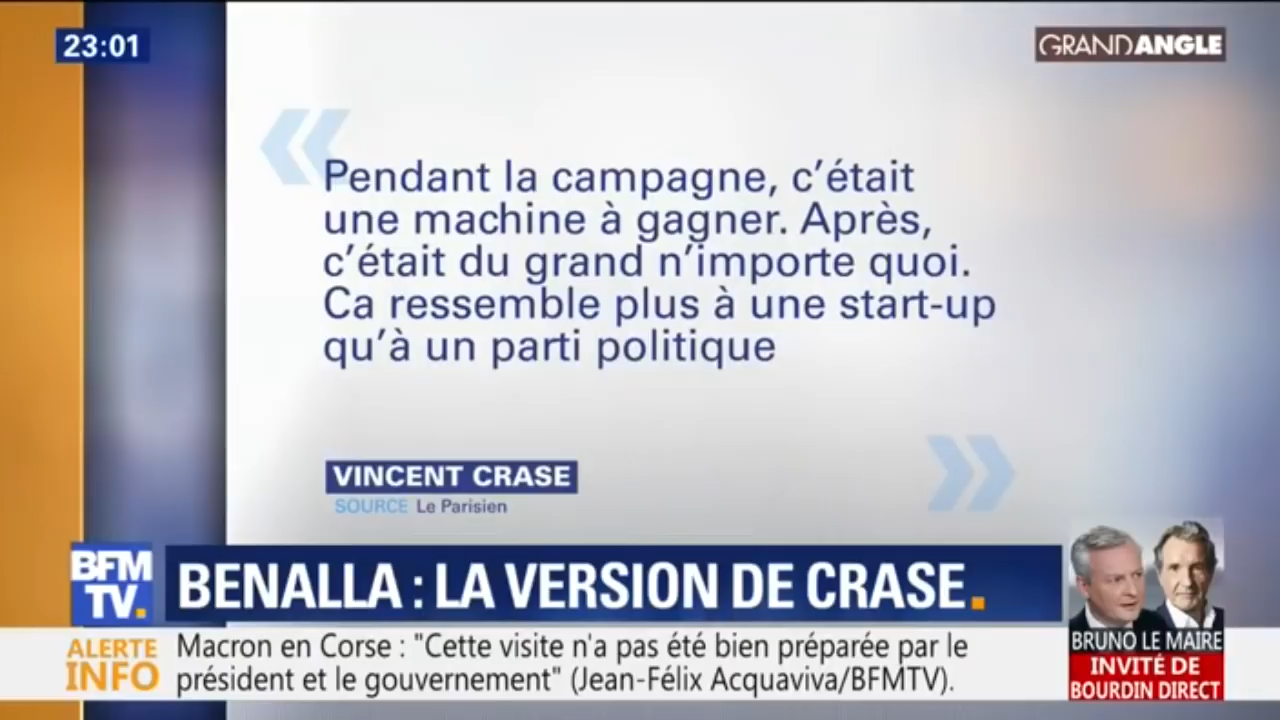 23:01
GRANDANGLE
«
Pendant la campagne, c'était
une machine à gagner. Après,
c'était du grand n'importe quoi.
Ca ressemble plus à une start-up
qu'à un parti politique
»
VINCENT CRASE
SOURCE Le Parisien
BFM
TV.
BENALLA : LA VERSION DE CRASE.
ALERTE
INFO
Macron en Corse : "Cette visite n'a pas été bien préparée par le
président et le gouvernement" (Jean-Félix Acquaviva/BFMTV).
BRUNO LE MAIRE
INVITÉ DE
BOURDIN DIRECT